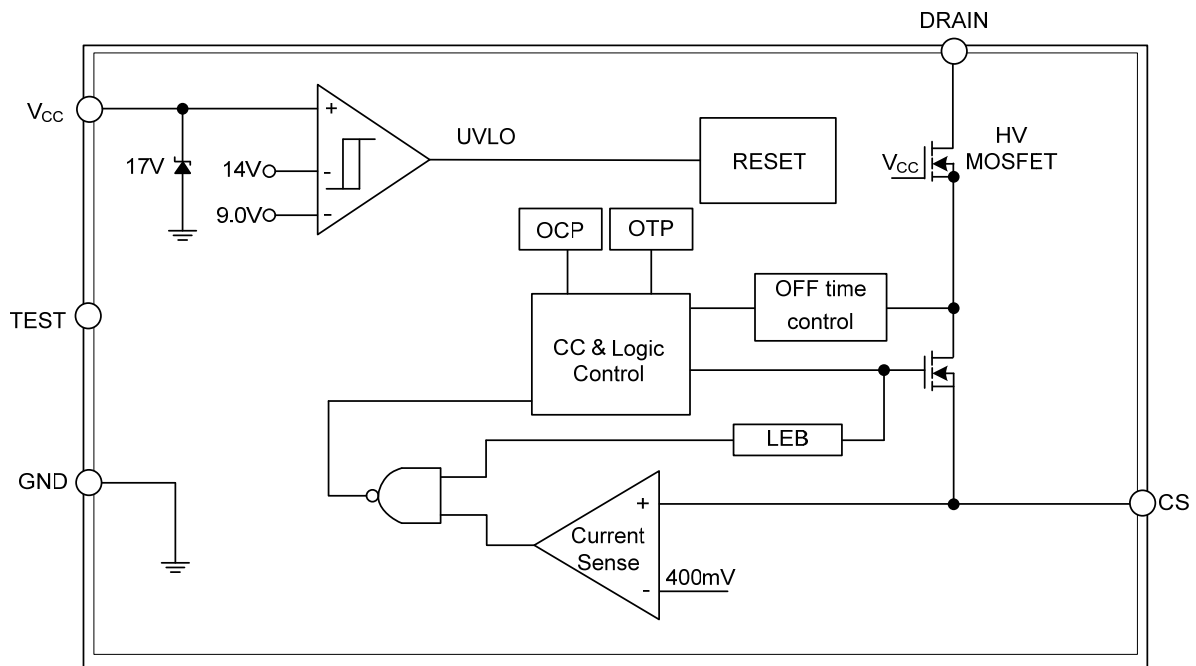 DRAIN
VCC
17V
14V
9.0V
+
-
-
UVLO
RESET
VCC
HV
MOSFET
OCP
OTP
TEST
CC & Logic
Control
OFF time
control
LEB
GND
Current
Sense
+
-
400mV
CS